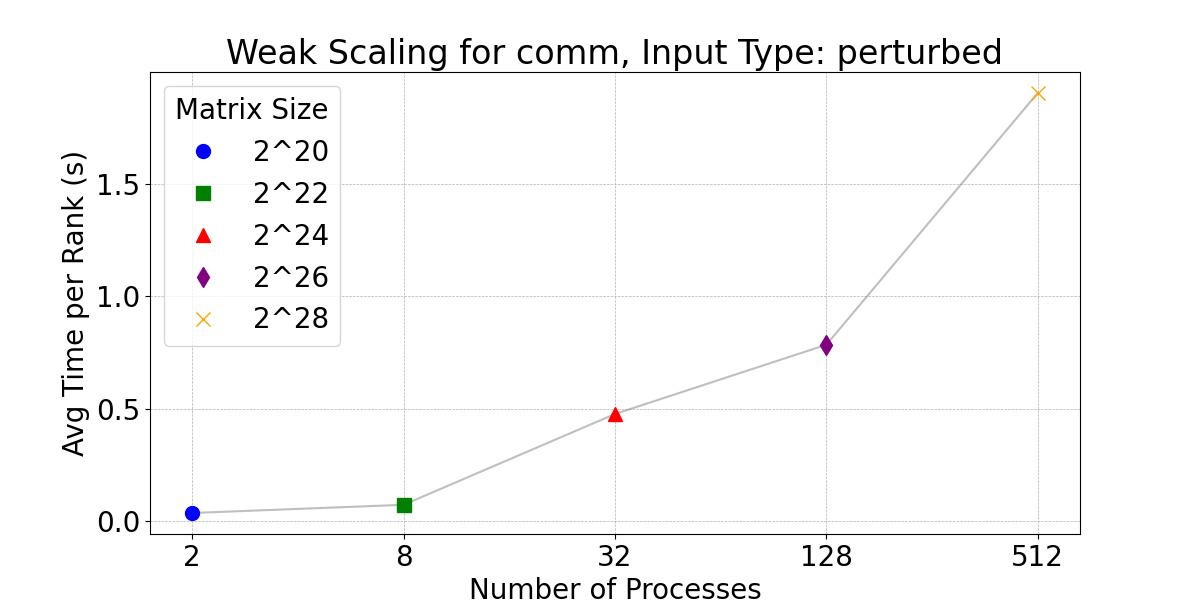 Weak Scaling for comm, Input Type: perturbed
Matrix Size
2^20
2^22
2^24
2^26
2^28
Avg Time per Rank (s)
1.5
1.0
0.5
0.0
2 8 32 128 512
Number of Processes